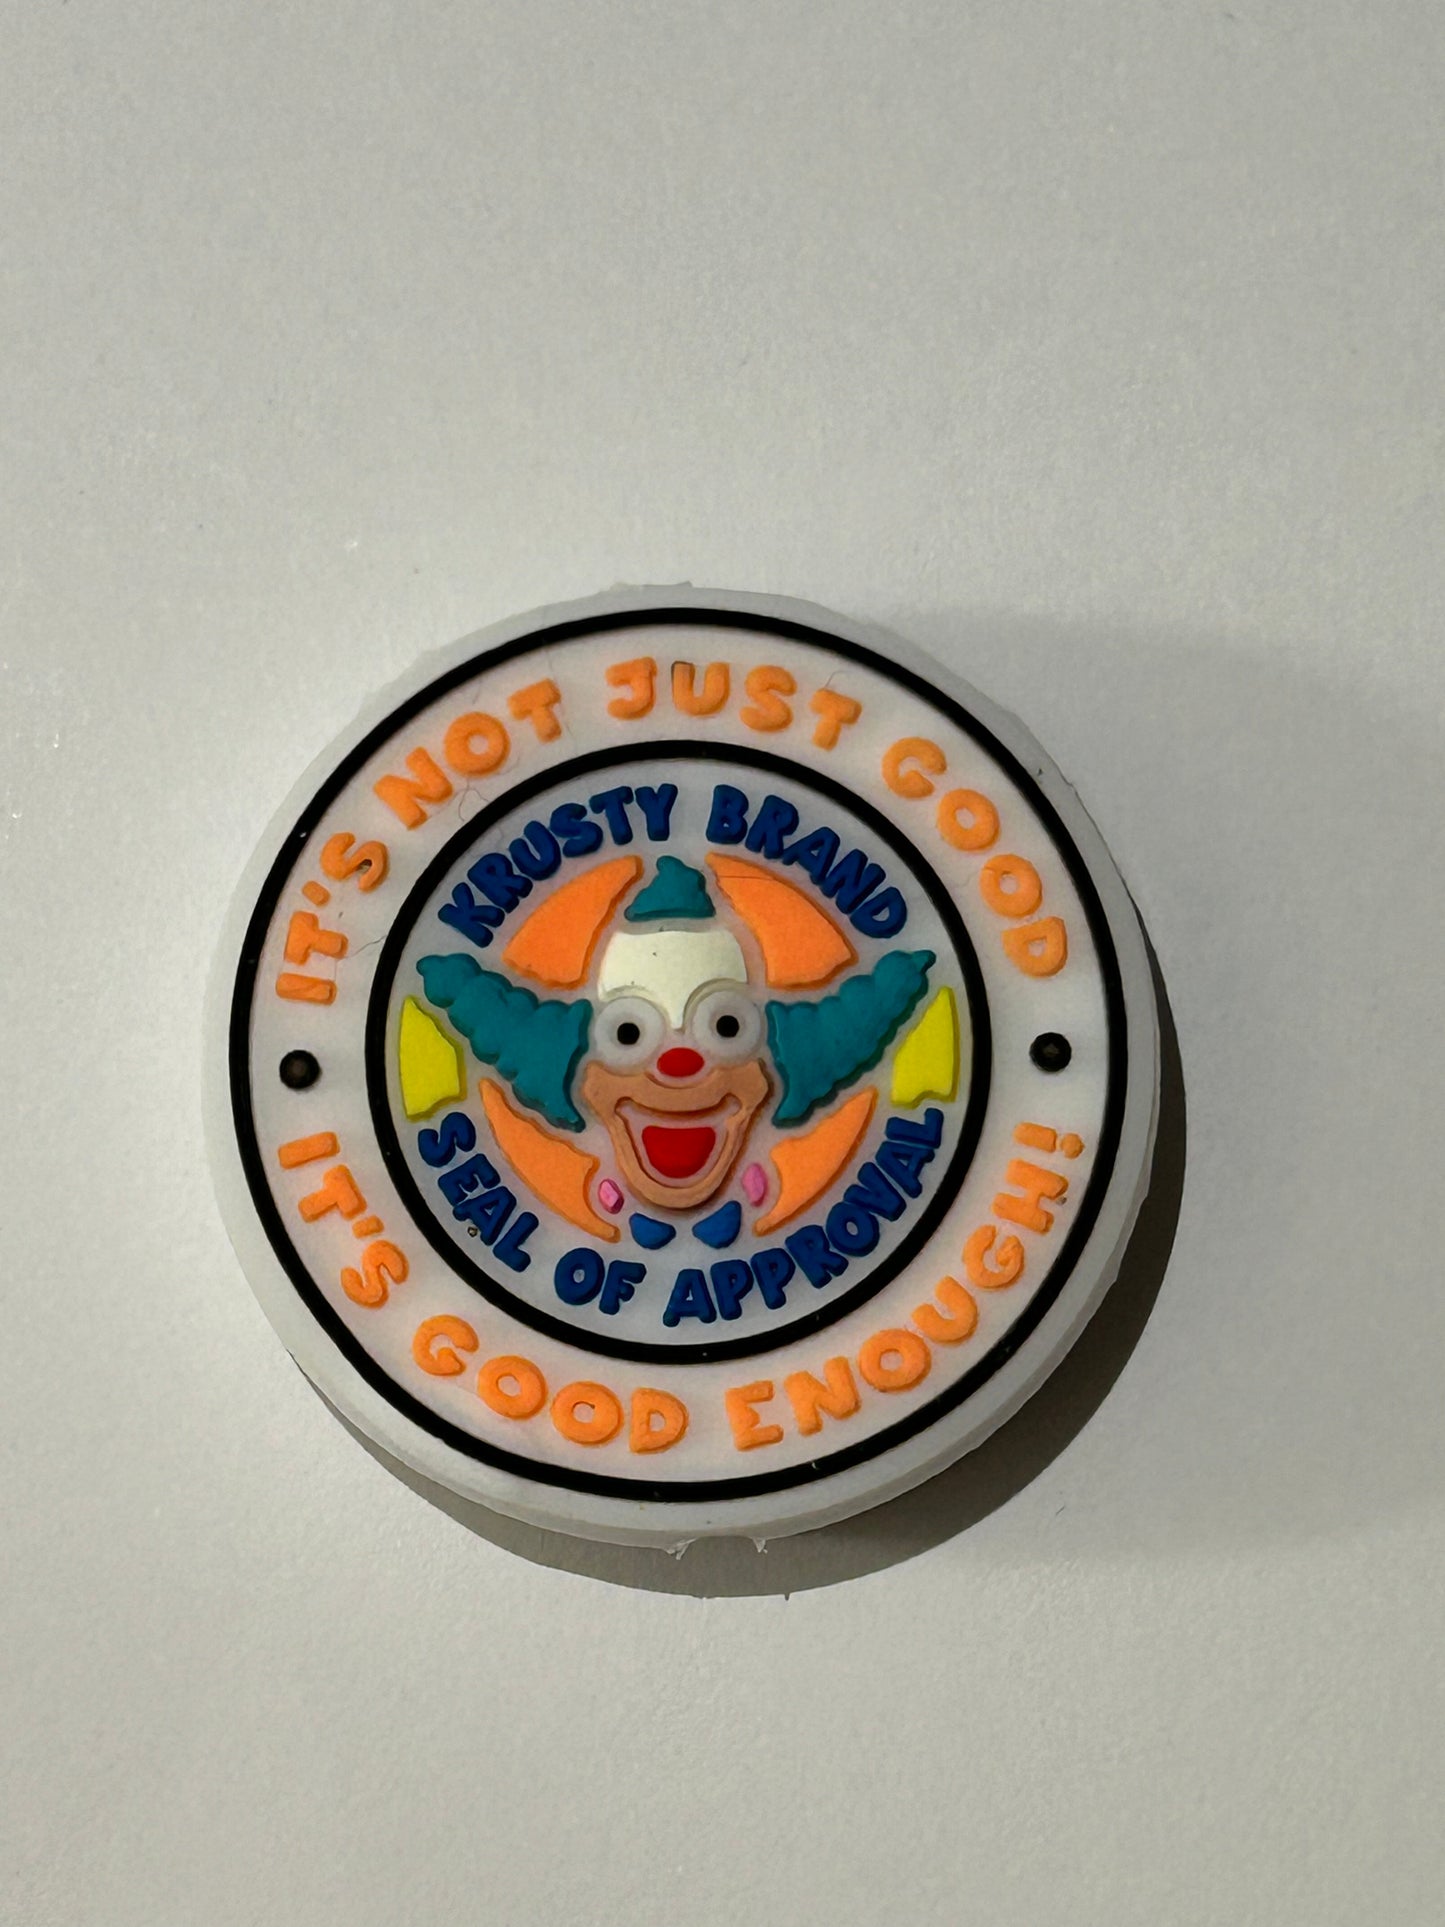 IT'S NOT JUST GOOD
IT'S GOOD ENOUGH!
KRUSTY BRAND
SEAL OF APPROVAL